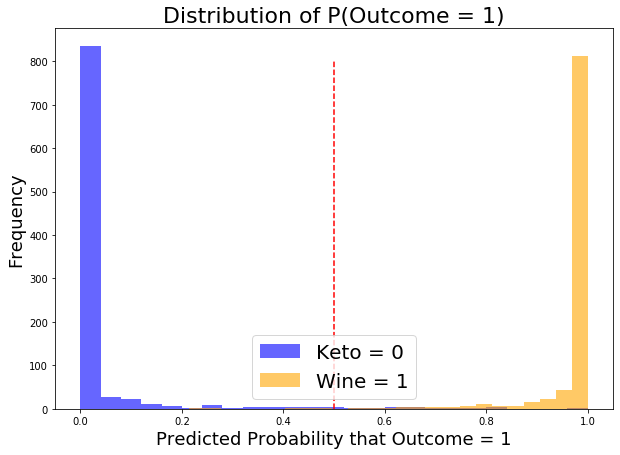 Distribution of P(Outcome = 1)
Frequency
800
700
600
500
400
300
200
100
0
Keto = 0
Wine = 1
0.0 0.2 0.4 0.6 0.8 1.0
Predicted Probability that Outcome = 1